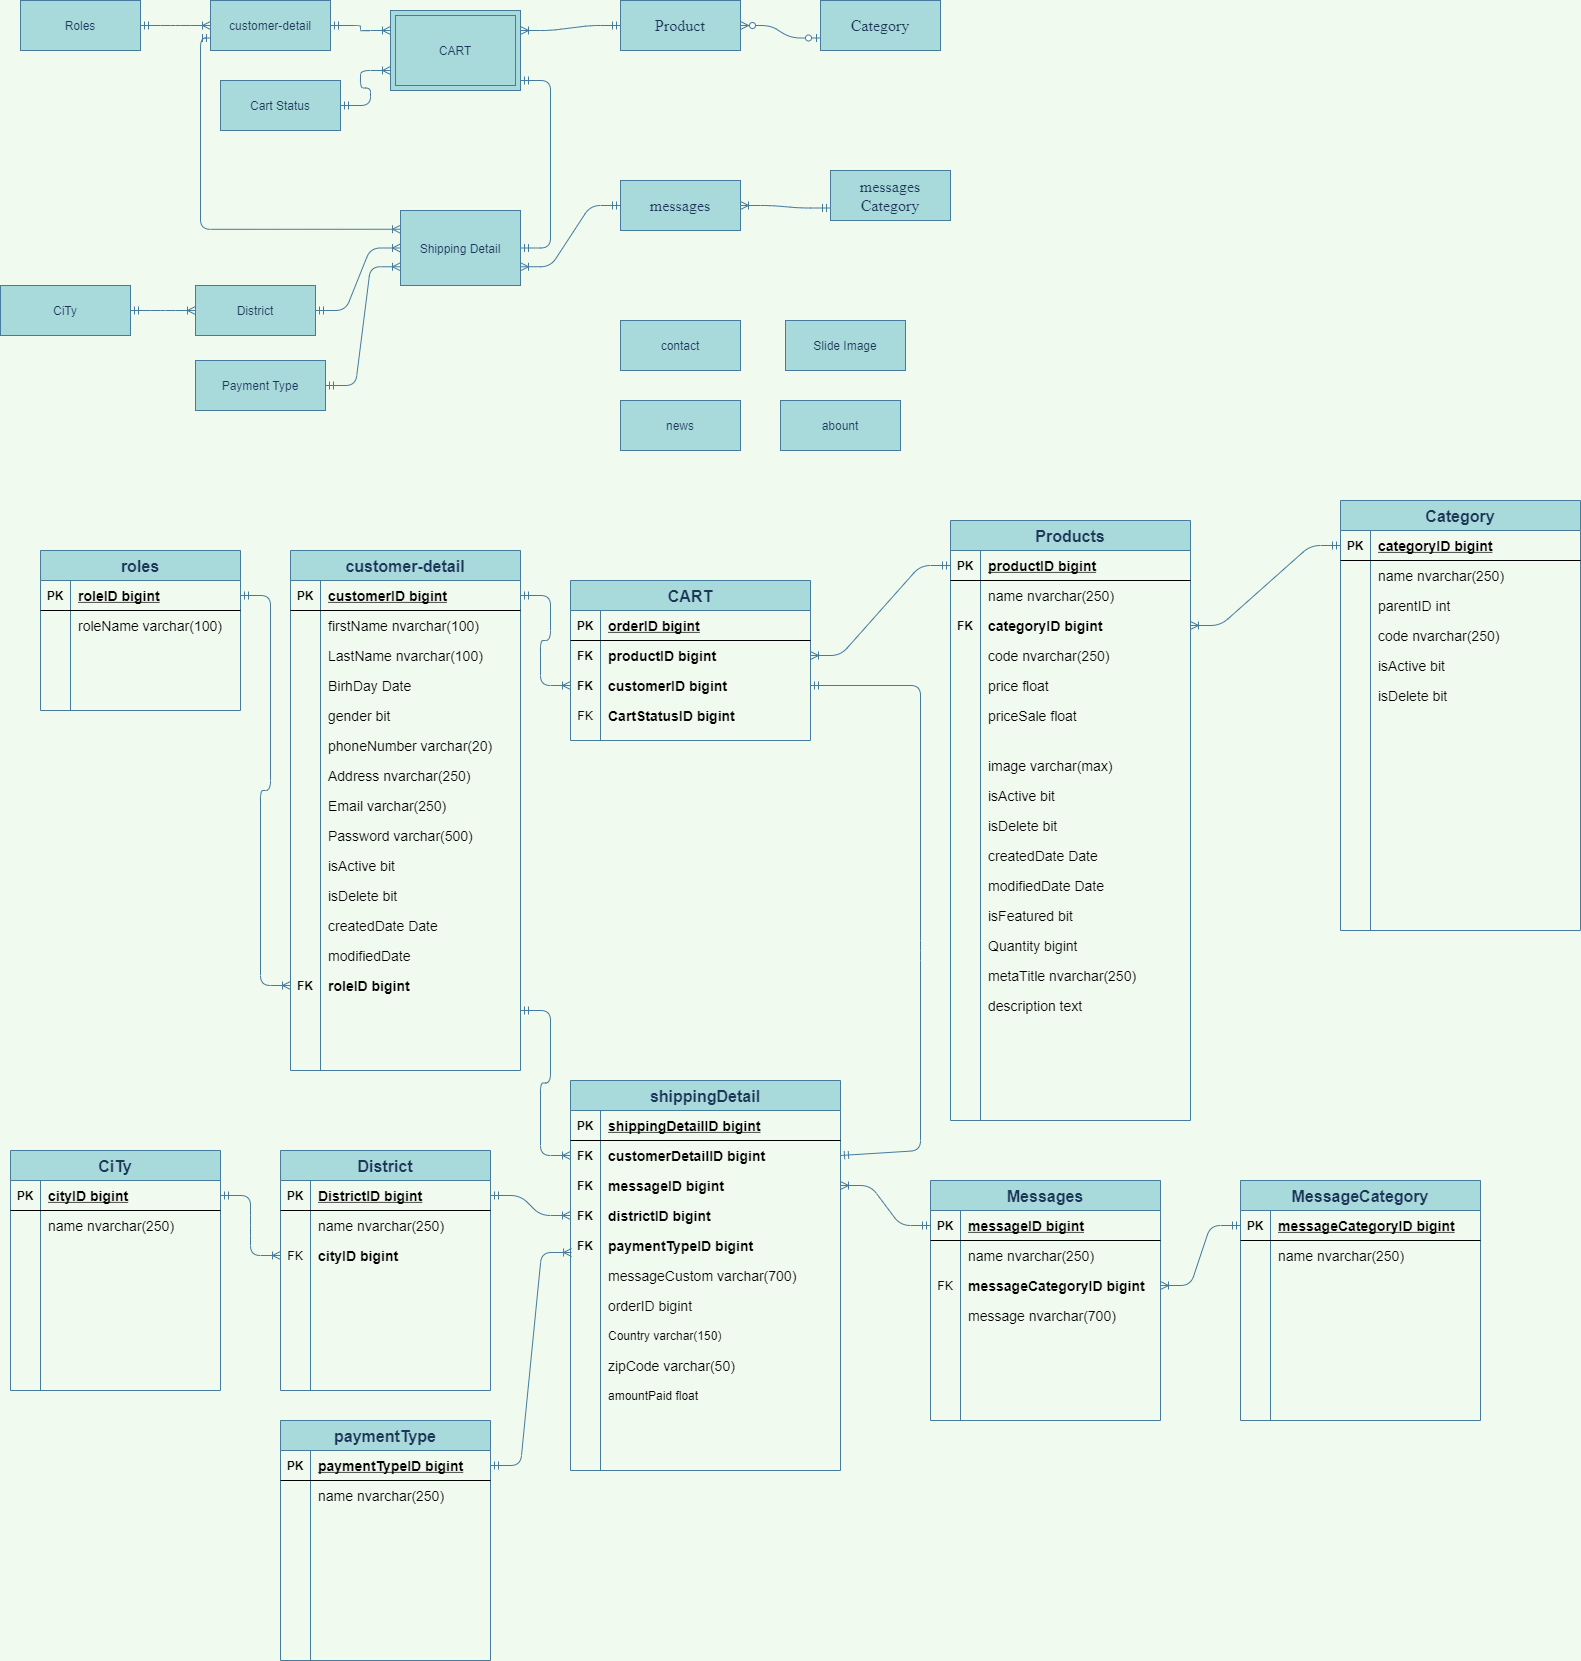 Roles
customer-detail
CART
Product
Category
Cart Status
messages
messages
Category
Shipping Detail
CiTy
District
contact
Slide Image
Payment Type
news
abount
roles
PK roleID bigint
roleName varchar(100)
customer-detail
PK customerID bigint
firstName nvarchar(100)
LastName nvarchar(100)
BirhDay Date
gender bit
phoneNumber varchar(20)
Address nvarchar(250)
Email varchar(250)
Password varchar(500)
isActive bit
isDelete bit
createdDate Date
modifiedDate
FK roleID bigint
CART
PK orderID bigint
FK productID bigint
FK customerID bigint
FK CartStatusID bigint
Products
PK productID bigint
name nvarchar(250)
FK categoryID bigint
code nvarchar(250)
price float
priceSale float
image varchar(max)
isActive bit
isDelete bit
createdDate Date
modifiedDate Date
isFeatured bit
Quantity bigint
metaTitle nvarchar(250)
description text
Category
PK categoryID bigint
name nvarchar(250)
parentID int
code nvarchar(250)
isActive bit
isDelete bit
CiTy
PK cityID bigint
name nvarchar(250)
District
PK DistrictID bigint
name nvarchar(250)
FK cityID bigint
shippingDetail
PK shippingDetailID bigint
FK customerDetailID bigint
FK messageID bigint
FK districtID bigint
FK paymentTypeID bigint
messageCustom varchar(700)
orderID bigint
Country varchar(150)
zipCode varchar(50)
amountPaid float
Messages
PK messageID bigint
name nvarchar(250)
FK messageCategoryID bigint
message nvarchar(700)
MessageCategory
PK messageCategoryID bigint
name nvarchar(250)
paymentType
PK paymentTypeID bigint
name nvarchar(250)